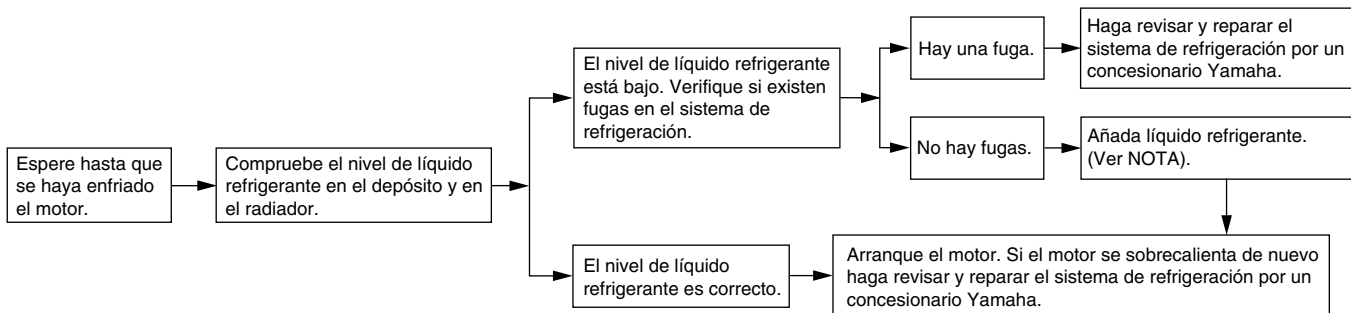 Espere hasta que
se haya enfriado
el motor.
Compruebe el nivel de líquido
refrigerante en el depósito y en
el radiador.
El nivel de líquido refrigerante
está bajo. Verifique si existen
fugas en el sistema de
refrigeración.
Hay una fuga.
Haga revisar y reparar el
sistema de refrigeración por un
concesionario Yamaha.
No hay fugas.
Añada líquido refrigerante.
(Ver NOTA).
El nivel de líquido
refrigerante es correcto.
Arranque el motor. Si el motor se sobrecalienta de nuevo
haga revisar y reparar el sistema de refrigeración por un
concesionario Yamaha.